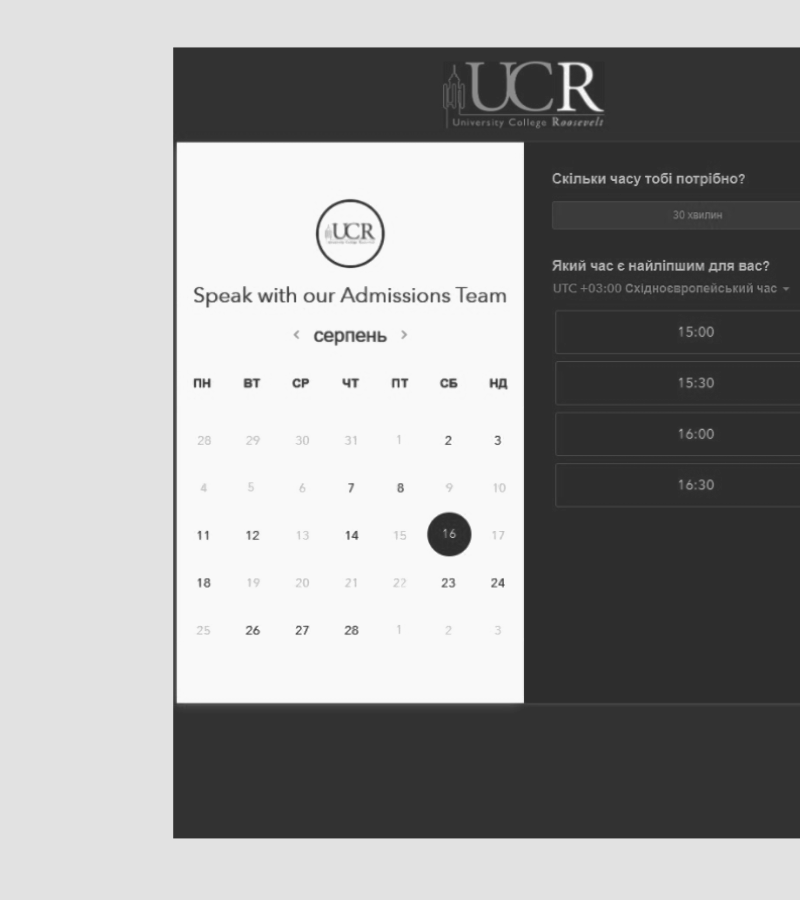 UCR
University College Roosevelt
UCR
Speak with our Admissions Team
< серпень >
ПН ВТ СР ЧТ ПТ СБ НД
28 29 30 31 1 2 3
4 5 6 7 8 9 10
11 12 13 14 15 16 17
18 19 20 21 22 23 24
25 26 27 28 1 2 3
Скільки часу тобі потрібно?
30 хвилин
Який час є найліпшим для вас?
UTC +03:00 Східноєвропейський час
15:00
15:30
16:00
16:30